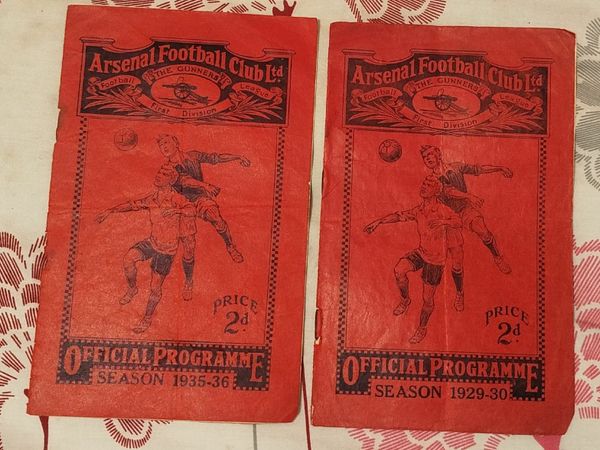 Arsenal Football Club Ltd
"THE GUNNERS"
Football League
First Division
PRICE
2d.
OFFICIAL PROGRAMME
SEASON 1935-36
Arsenal Football Club Ltd
"THE GUNNERS"
Football League
First Division
PRICE
2d.
OFFICIAL PROGRAMME
SEASON 1929-30